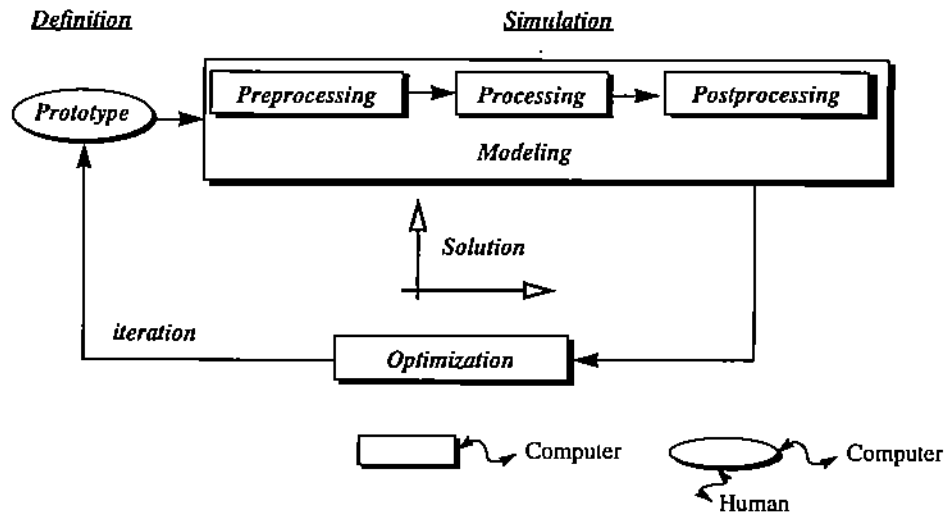 Definition
Simulation
Preprocessing
Processing
Postprocessing
Prototype
Modeling
Solution
iteration
Optimization
Computer
Computer
Human